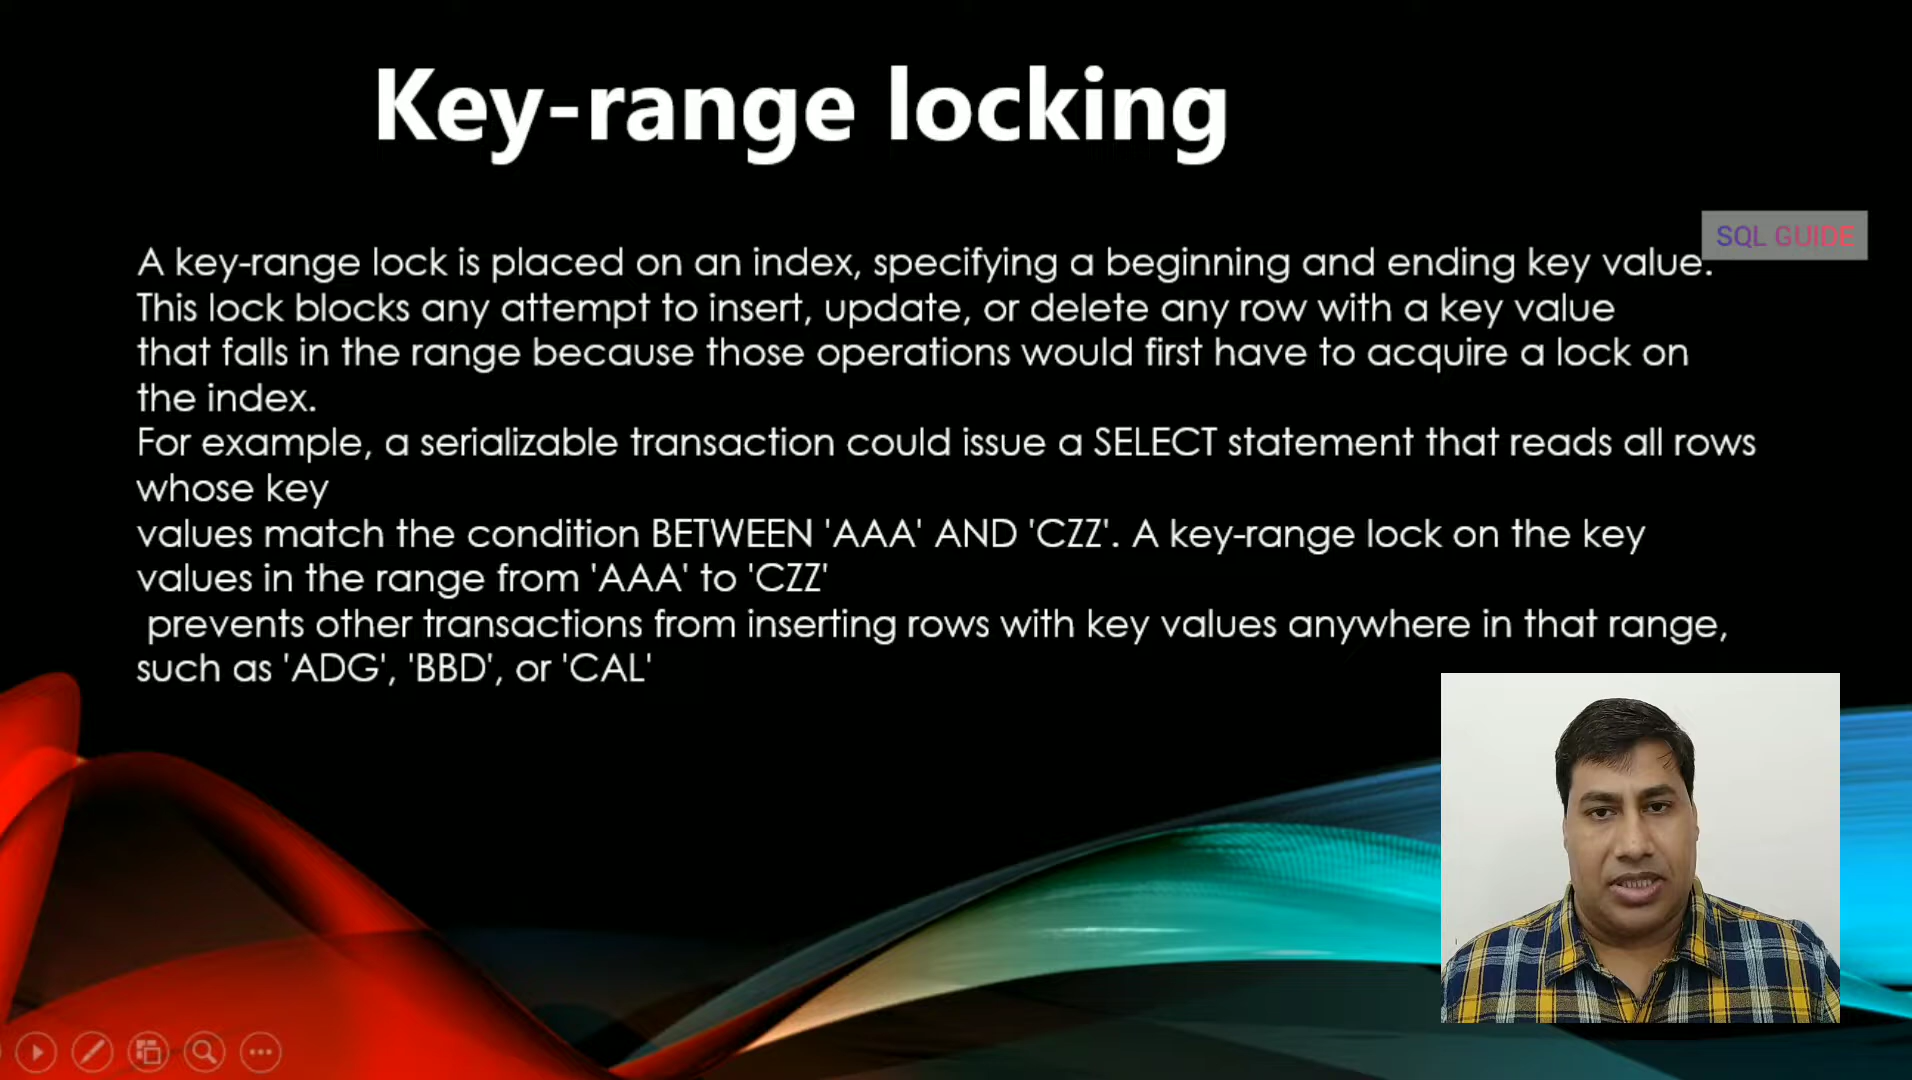 Key-range locking
SQL GUIDE
A key-range lock is placed on an index, specifying a beginning and ending key value.
This lock blocks any attempt to insert, update, or delete any row with a key value
that falls in the range because those operations would first have to acquire a lock on
the index.
For example, a serializable transaction could issue a SELECT statement that reads all rows
whose key
values match the condition BETWEEN 'AAA' AND 'CZZ'. A key-range lock on the key
values in the range from 'AAA' to 'CZZ'
prevents other transactions from inserting rows with key values anywhere in that range,
such as 'ADG', 'BBD', or 'CAL'